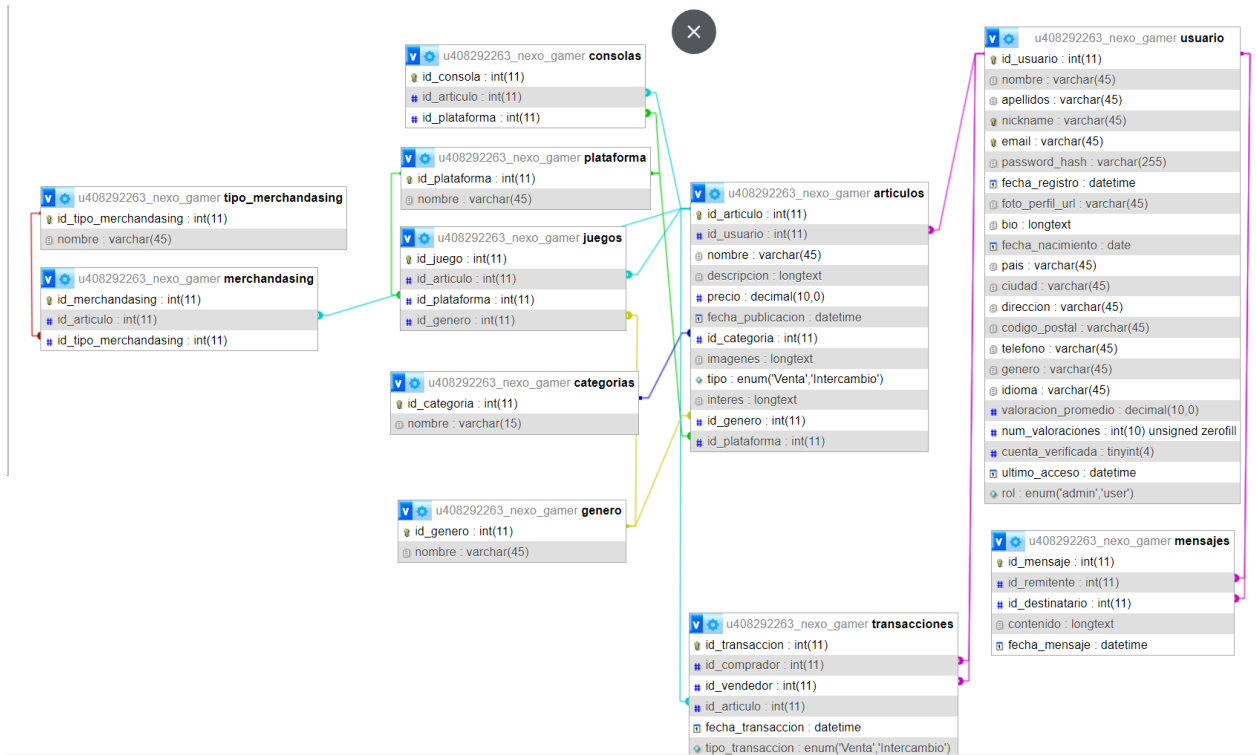 u408292263_nexo_gamer consolas
id_consola : int(11)
id_articulo : int(11)
id_plataforma : int(11)
u408292263_nexo_gamer plataforma
id_plataforma : int(11)
nombre : varchar(45)
u408292263_nexo_gamer tipo_merchandasing
id_tipo_merchandasing : int(11)
nombre : varchar(45)
u408292263_nexo_gamer juegos
id_juego : int(11)
id_articulo : int(11)
id_plataforma : int(11)
id_genero : int(11)
u408292263_nexo_gamer merchandasing
id_merchandasing : int(11)
id_articulo : int(11)
id_tipo_merchandasing : int(11)
u408292263_nexo_gamer categorias
id_categoria : int(11)
nombre : varchar(15)
u408292263_nexo_gamer genero
id_genero : int(11)
nombre : varchar(45)
u408292263_nexo_gamer articulos
id_articulo : int(11)
id_usuario : int(11)
nombre : varchar(45)
descripcion : longtext
precio : decimal(10,0)
fecha_publicacion : datetime
id_categoria : int(11)
imagenes : longtext
tipo : enum('Venta','Intercambio')
interes : longtext
id_genero : int(11)
id_plataforma : int(11)
u408292263_nexo_gamer transacciones
id_transaccion : int(11)
id_comprador : int(11)
id_vendedor : int(11)
id_articulo : int(11)
fecha_transaccion : datetime
tipo_transaccion : enum('Venta','Intercambio')
u408292263_nexo_gamer usuario
id_usuario : int(11)
nombre : varchar(45)
apellidos : varchar(45)
nickname : varchar(45)
email : varchar(45)
password_hash : varchar(255)
fecha_registro : datetime
foto_perfil_url : varchar(45)
bio : longtext
fecha_nacimiento : date
pais : varchar(45)
ciudad : varchar(45)
direccion : varchar(45)
codigo_postal : varchar(45)
telefono : varchar(45)
genero : varchar(45)
idioma : varchar(45)
valoracion_promedio : decimal(10,0)
num_valoraciones : int(10) unsigned zerofill
cuenta_verificada : tinyint(4)
ultimo_acceso : datetime
rol : enum('admin','user')
u408292263_nexo_gamer mensajes
id_mensaje : int(11)
id_remitente : int(11)
id_destinatario : int(11)
contenido : longtext
fecha_mensaje : datetime